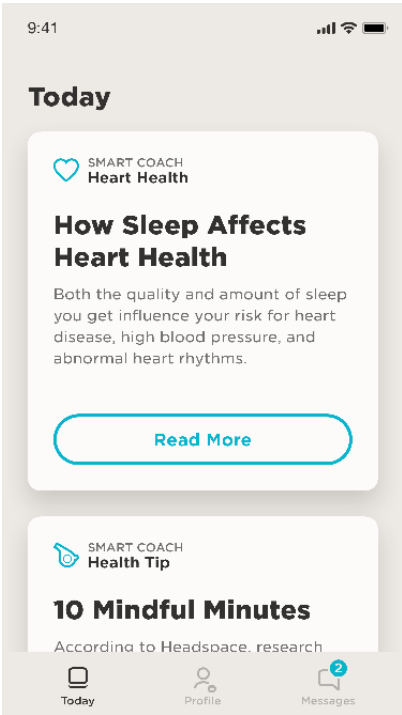 9:41
Today
SMART COACH
Heart Health
How Sleep Affects
Heart Health
Both the quality and amount of sleep
you get influence your risk for heart
disease, high blood pressure, and
abnormal heart rhythms.
Read More
SMART COACH
Health Tip
10 Mindful Minutes
According to Headspace, research
2
Today
Profile
Messages